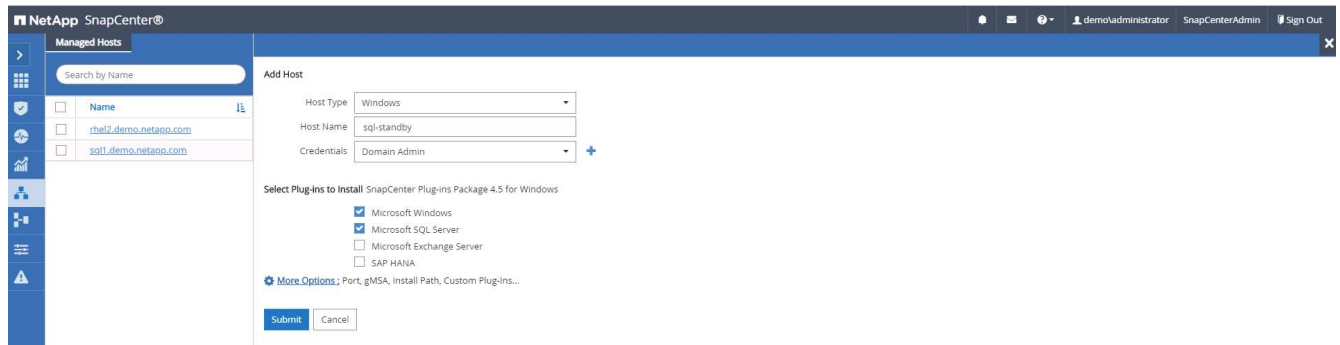 NetApp SnapCenter®
demo\administrator SnapCenterAdmin Sign Out
Managed Hosts
Search by Name
Name
rhel2.demo.netapp.com
sql1.demo.netapp.com
Add Host
Host Type Windows
Host Name sql-standby
Credentials Domain Admin
Select Plug-ins to Install SnapCenter Plug-ins Package 4.5 for Windows
Microsoft Windows
Microsoft SQL Server
Microsoft Exchange Server
SAP HANA
More Options : Port, gMSA, Install Path, Custom Plug-Ins...
Submit Cancel